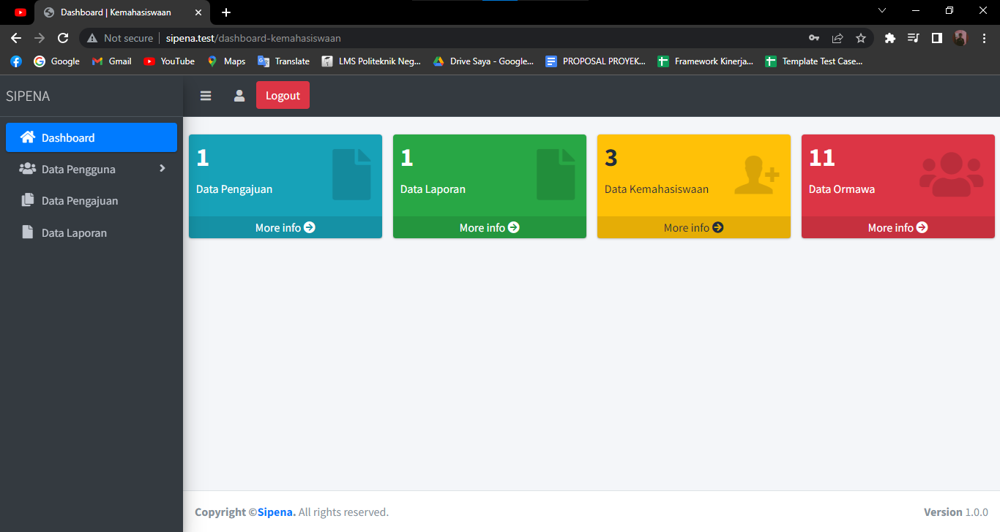 Dashboard | Kemahasiswaan
Not secure sipena.test/dashboard-kemahasiswaan
Google Gmail YouTube Maps Translate LMS Politeknik Neg... Drive Saya - Google... PROPOSAL PROYEK... Framework Kinerja... Template Test Case...
SIPENA
Logout
Dashboard
Data Pengguna
Data Pengajuan
Data Laporan
1
Data Pengajuan
More info
1
Data Laporan
More info
3
Data Kemahasiswaan
More info
11
Data Ormawa
More info
Copyright ©Sipena. All rights reserved.
Version 1.0.0